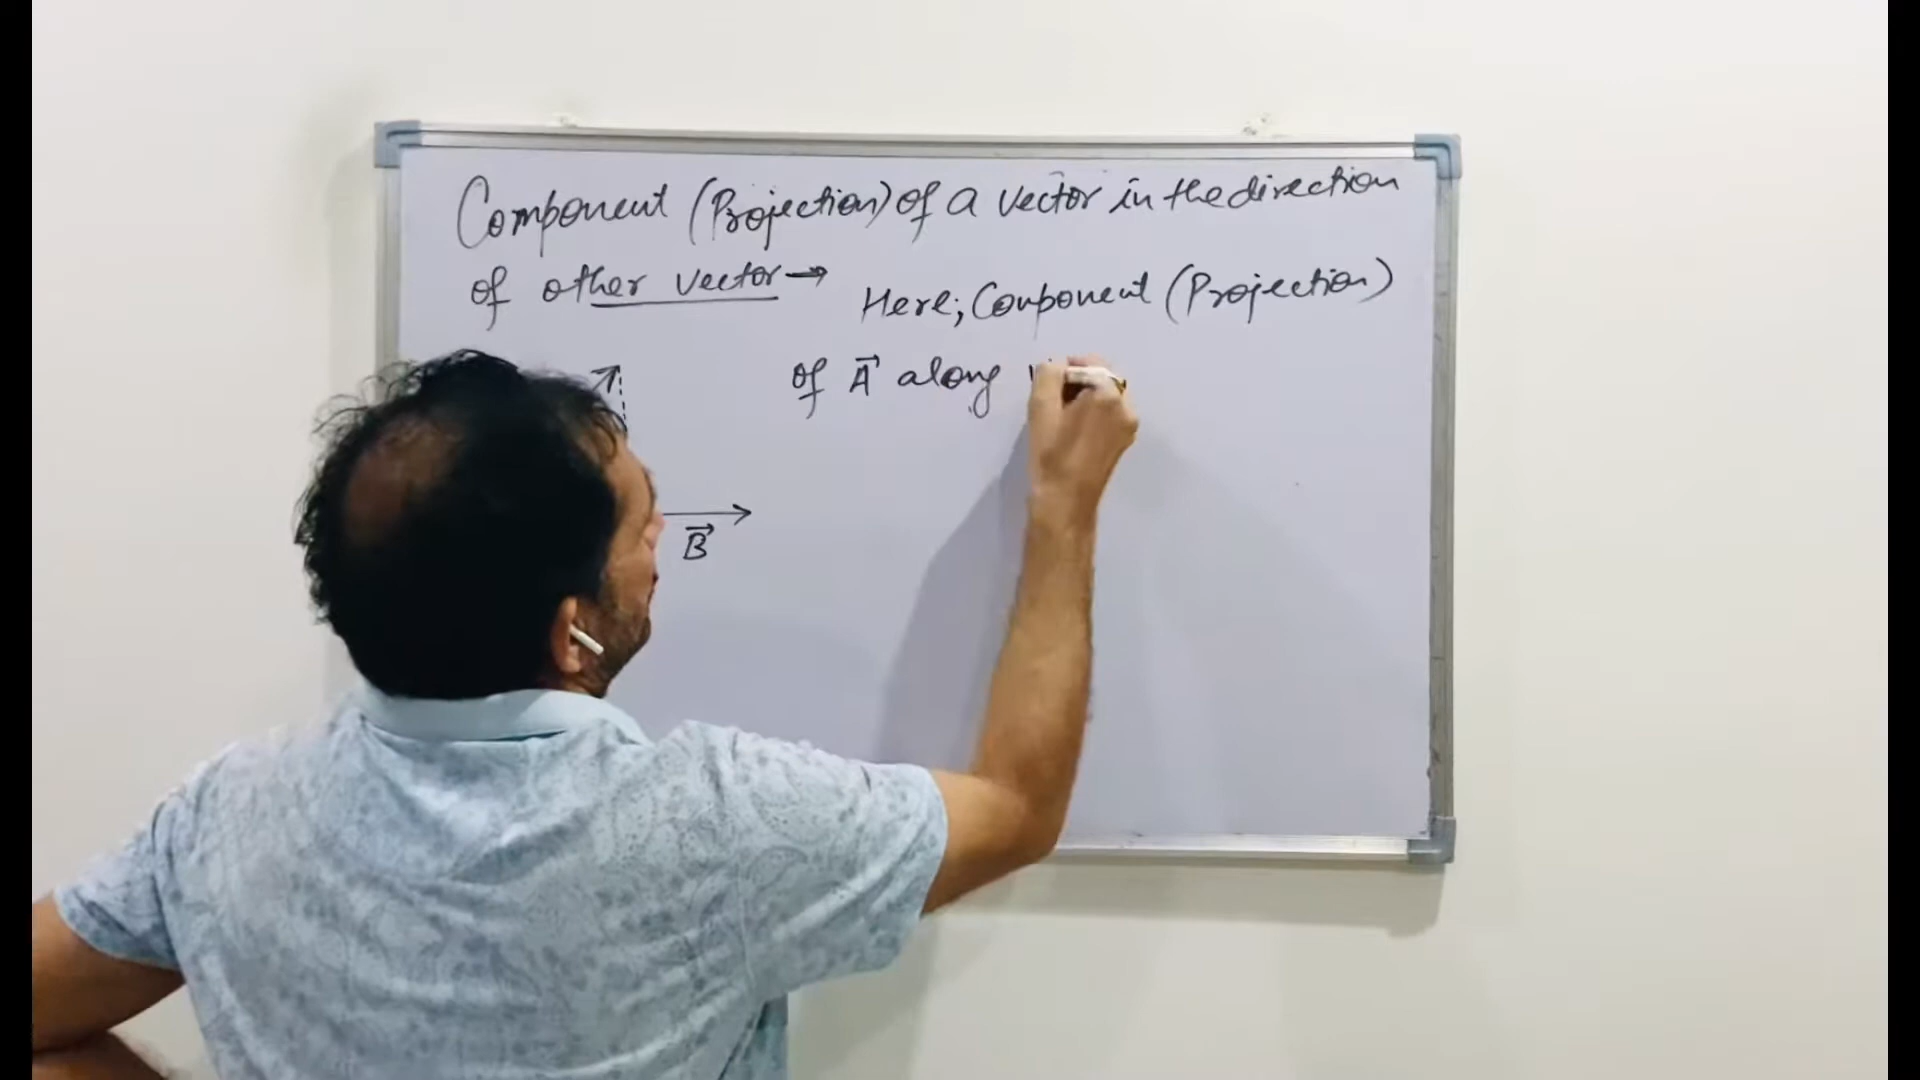 Component (Projection) of a vector in the direction
of other vector →
Here; Component (Projection)
of A⃗ along
B⃗